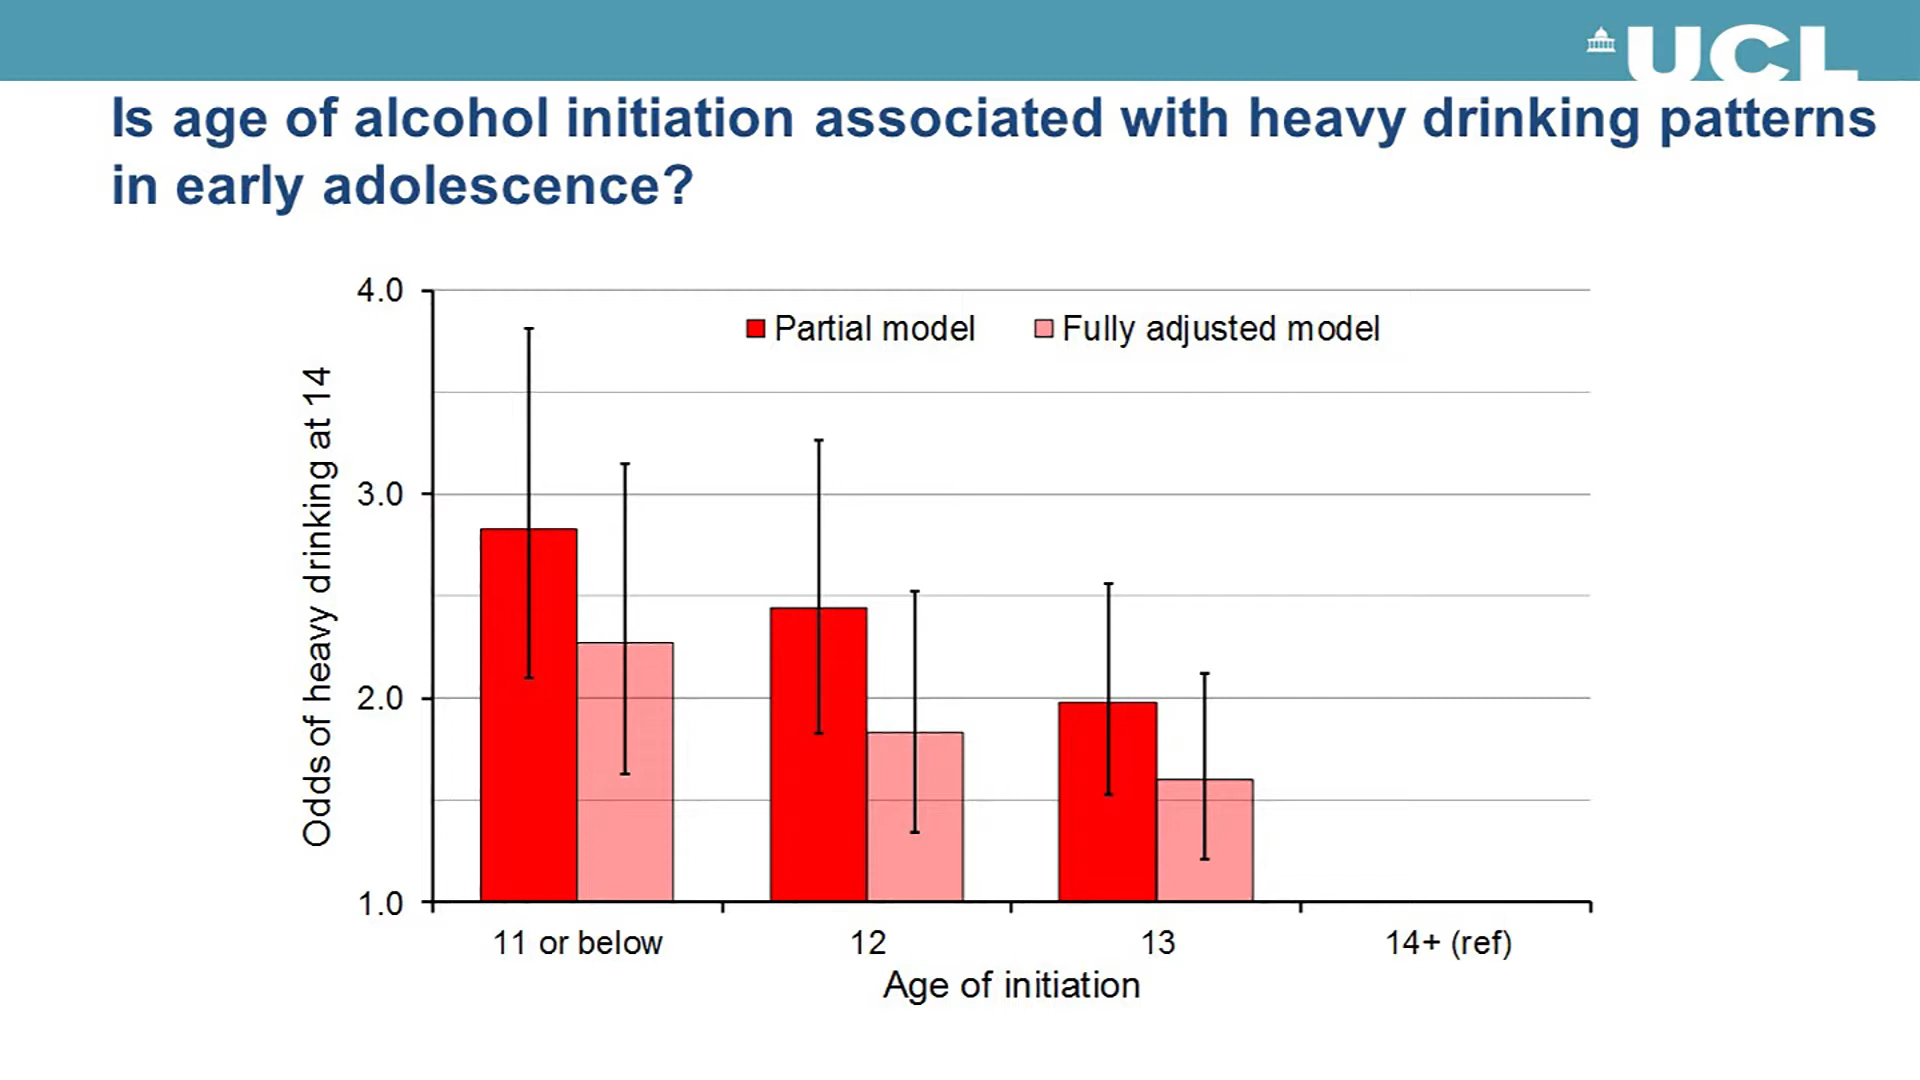 UCL
Is age of alcohol initiation associated with heavy drinking patterns
in early adolescence?
4.0
Partial model
Fully adjusted model
3.0
2.0
1.0
Odds of heavy drinking at 14
11 or below
12
13
14+ (ref)
Age of initiation